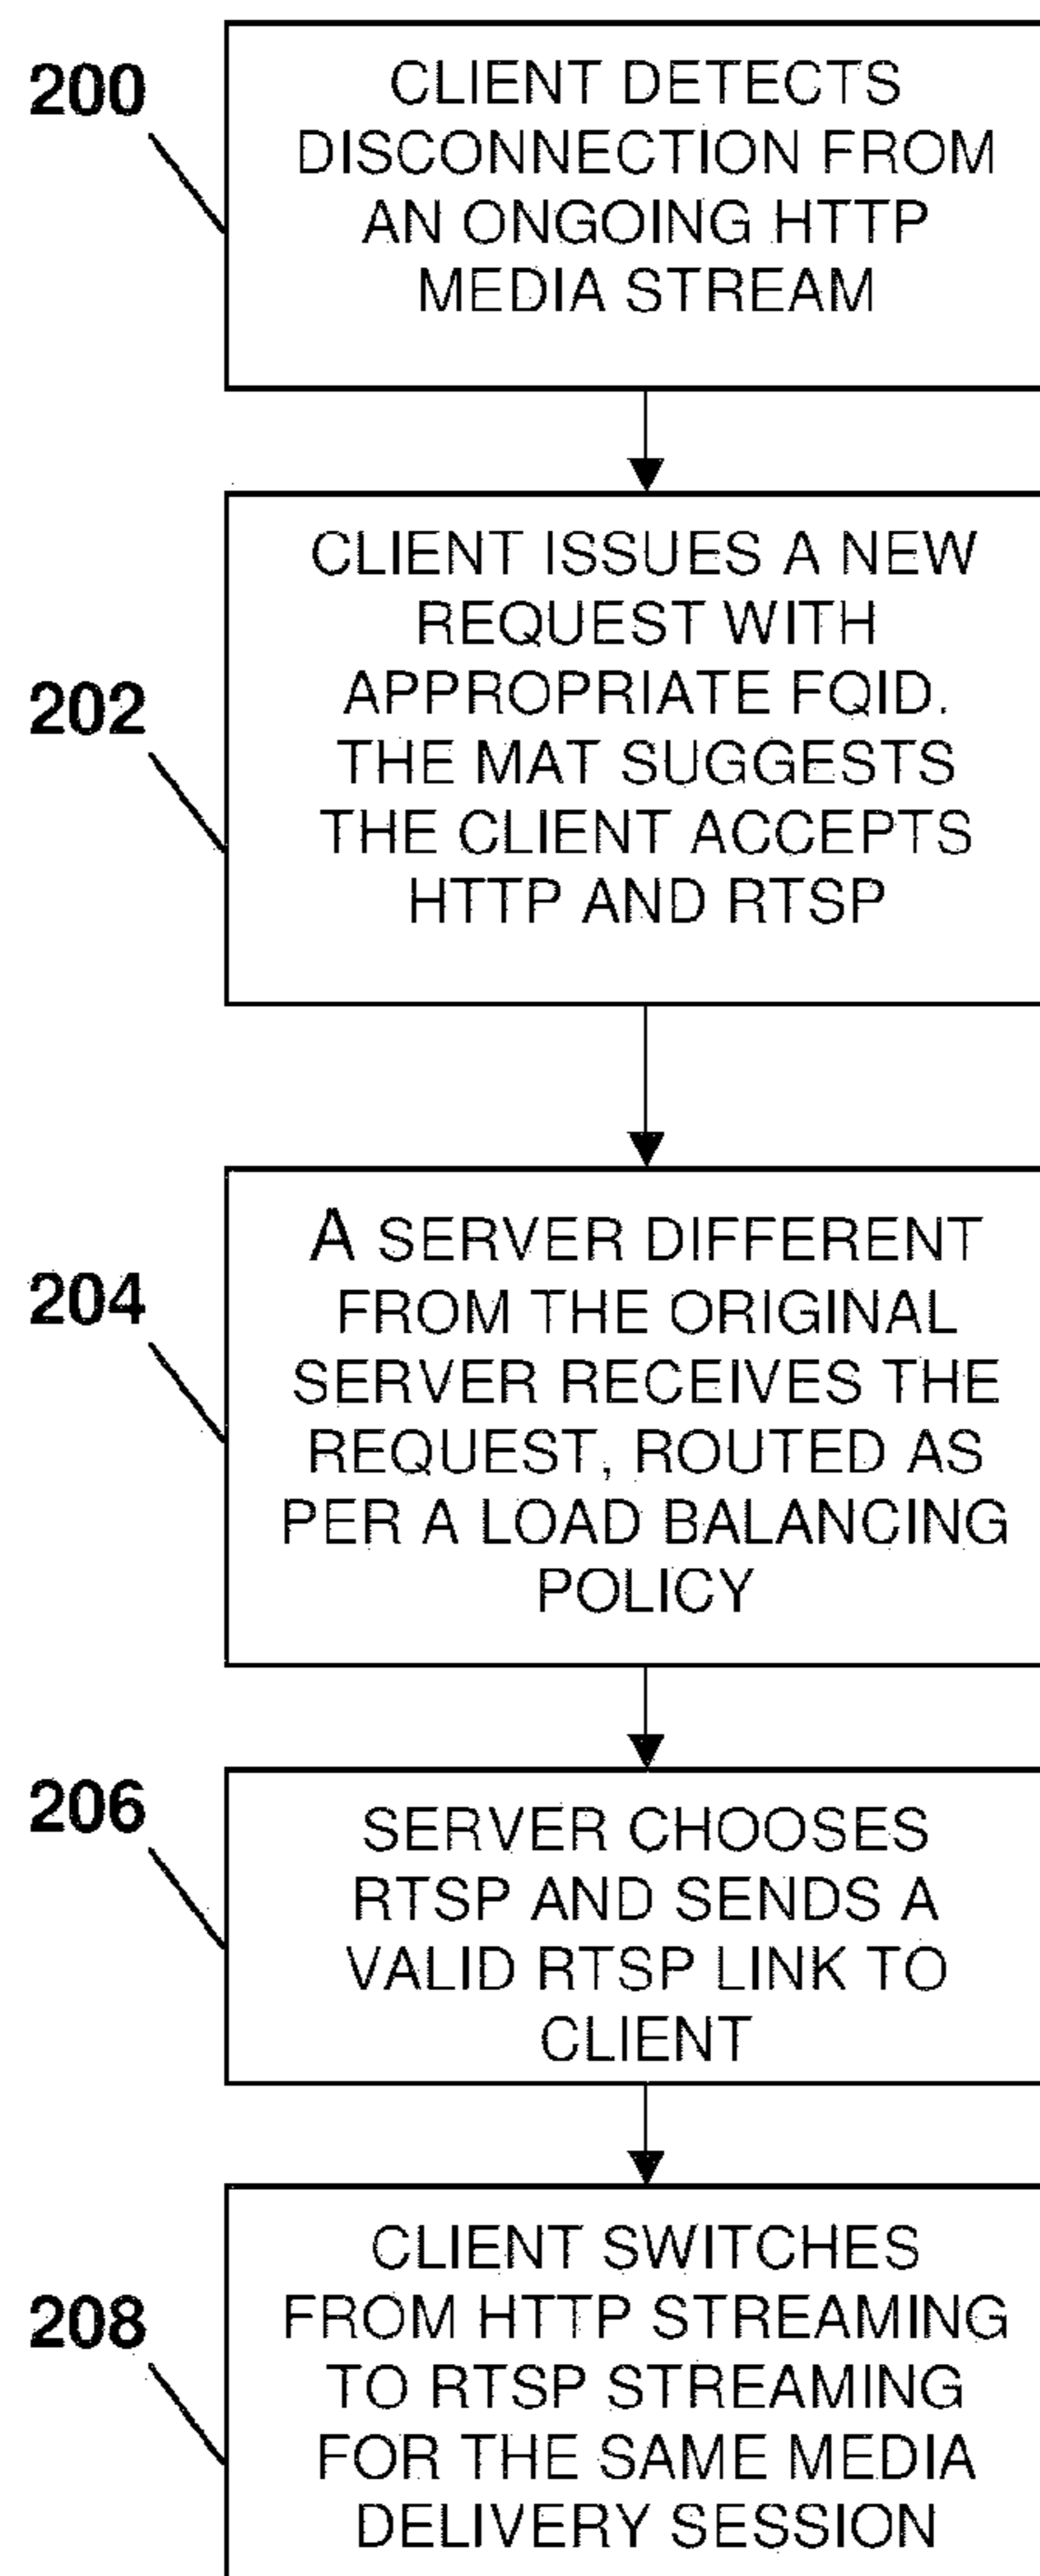 200
CLIENT DETECTS
DISCONNECTION FROM
AN ONGOING HTTP
MEDIA STREAM
202
CLIENT ISSUES A NEW
REQUEST WITH
APPROPRIATE FQID.
THE MAT SUGGESTS
THE CLIENT ACCEPTS
HTTP AND RTSP
204
A SERVER DIFFERENT
FROM THE ORIGINAL
SERVER RECEIVES THE
REQUEST, ROUTED AS
PER A LOAD BALANCING
POLICY
206
SERVER CHOOSES
RTSP AND SENDS A
VALID RTSP LINK TO
CLIENT
208
CLIENT SWITCHES
FROM HTTP STREAMING
TO RTSP STREAMING
FOR THE SAME MEDIA
DELIVERY SESSION